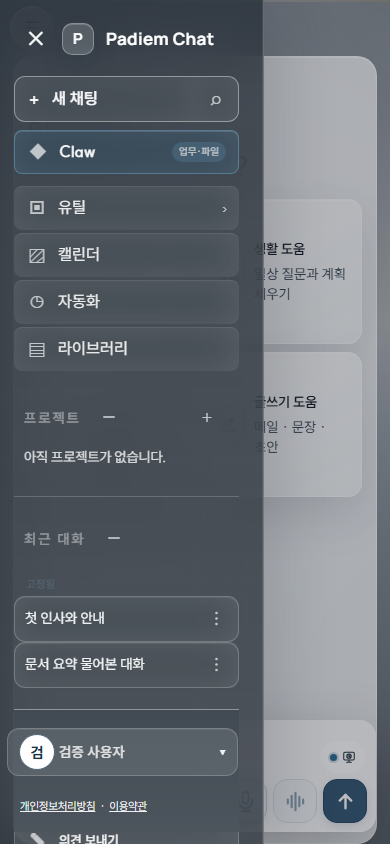 P Padiem Chat
+ 새 채팅
Claw 업무·파일
유틸
캘린더
자동화
라이브러리
프로젝트
아직 프로젝트가 없습니다.
최근 대화
고정됨
첫 인사와 안내
문서 요약 물어본 대화
검 검증 사용자
개인정보처리방침 · 이용약관
의견 보내기
생활 도움
일상 질문과 계획
세우기
글쓰기 도움
메일 · 문장 ·
초안